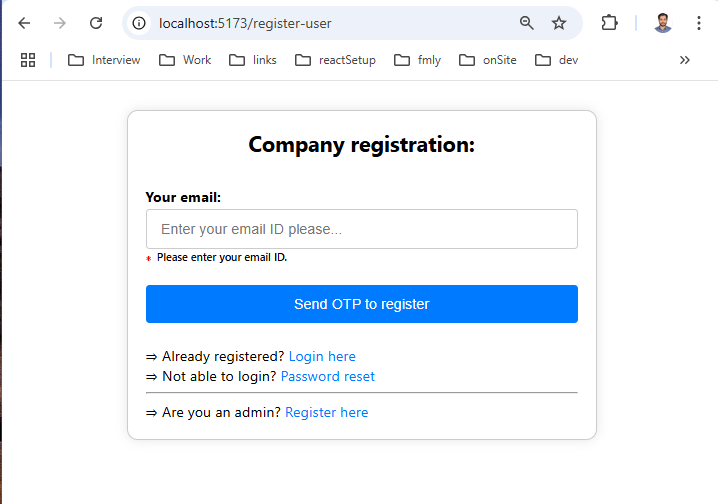 localhost:5173/register-user
Interview Work links reactSetup fmly onSite dev »
Company registration:
Your email:
Enter your email ID please...
* Please enter your email ID.
Send OTP to register
⇒ Already registered? Login here
⇒ Not able to login? Password reset
⇒ Are you an admin? Register here